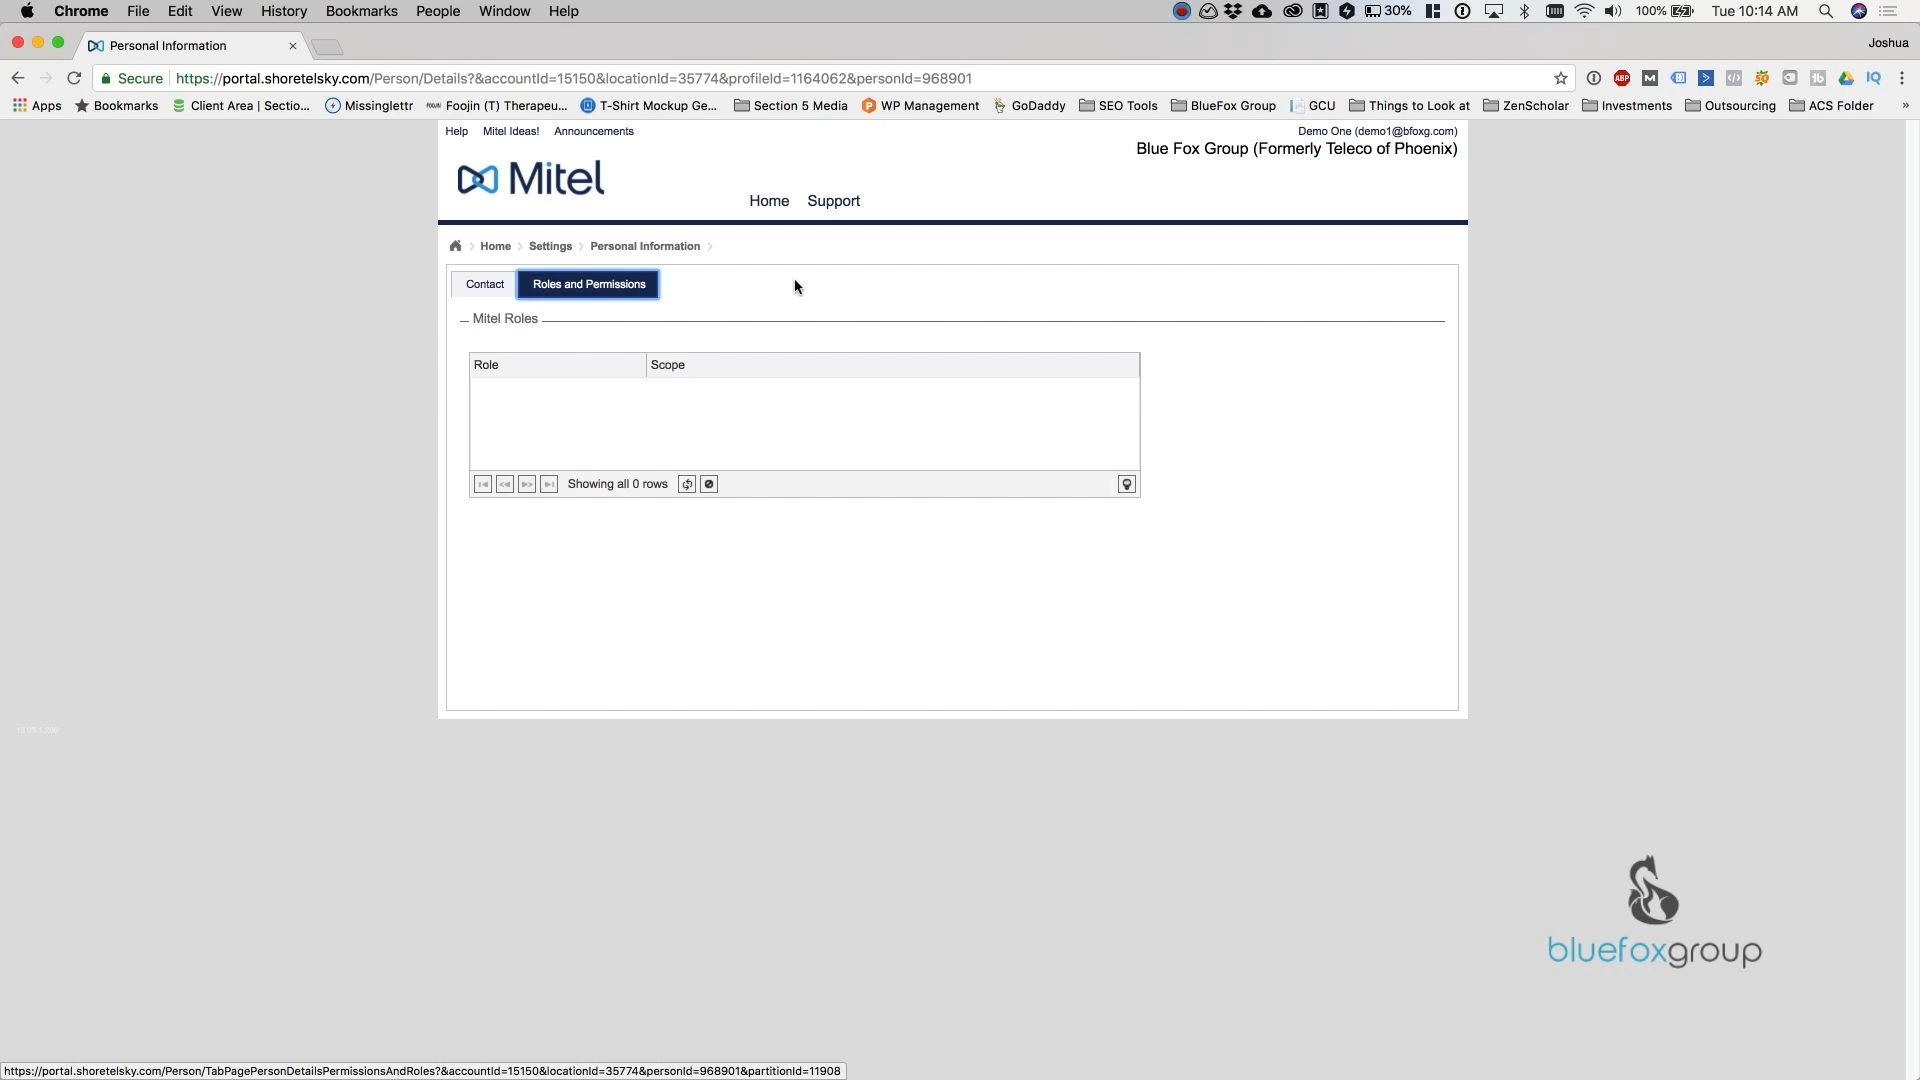 Chrome File Edit View History Bookmarks People Window Help 30% 100% Tue 10:14 AM
Personal Information
Joshua
Secure https://portal.shoretelsky.com/Person/Details?&accountId=15150&locationId=35774&profileId=1164062&personId=968901
Apps Bookmarks Client Area | Sectio... Missinglettr Foojin (T) Therapeu... T-Shirt Mockup Ge... Section 5 Media WP Management GoDaddy SEO Tools BlueFox Group GCU Things to Look at ZenScholar Investments Outsourcing ACS Folder »
Help Mitel Ideas! Announcements
Demo One (demo1@bfoxg.com)
Blue Fox Group (Formerly Teleco of Phoenix)
Mitel
Home Support
Home Settings Personal Information
Contact Roles and Permissions
Mitel Roles
Role Scope
Showing all 0 rows
bluefoxgroup
https://portal.shoretelsky.com/Person/TabPagePersonDetailsPermissionsAndRoles?&accountId=15150&locationId=35774&personId=968901&partitionId=11908